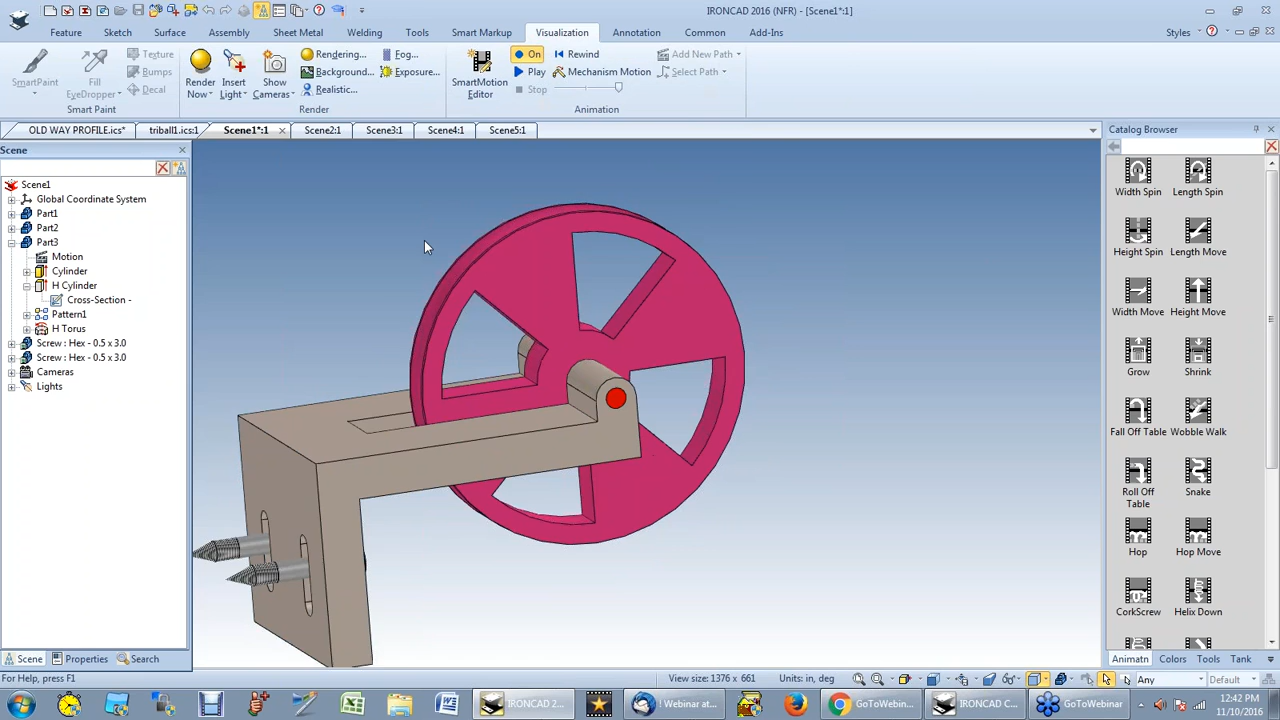 IRONCAD 2016 (NFR) - [Scene1*:1]
Feature Sketch Surface Assembly Sheet Metal Welding Tools Smart Markup Visualization Annotation Common Add-Ins Styles
SmartPaint
Fill EyeDropper
Texture
Bumps
Decal
Smart Paint
Render Now
Insert Light
Show Cameras
Rendering...
Background...
Realistic...
Fog...
Exposure...
Render
SmartMotion Editor
On
Play
Stop
Rewind
Mechanism Motion
Add New Path
Select Path
Animation
OLD WAY PROFILE.ics* triball1.ics:1 Scene1*:1 Scene2:1 Scene3:1 Scene4:1 Scene5:1
Scene
Scene1
Global Coordinate System
Part1
Part2
Part3
Motion
Cylinder
H Cylinder
Cross-Section -
Pattern1
H Torus
Screw : Hex - 0.5 x 3.0
Screw : Hex - 0.5 x 3.0
Cameras
Lights
Scene Properties Search
Catalog Browser
Width Spin Length Spin
Height Spin Length Move
Width Move Height Move
Grow Shrink
Fall Off Table Wobble Walk
Roll Off Table Snake
Hop Hop Move
CorkScrew Helix Down
Animatn Colors Tools Tank
For Help, press F1
View size: 1376 x 661 Units: in, deg
Any Default
IRONCAD 2... ! Webinar at... GoToWebin... IRONCAD C... GoToWebin...
12:42 PM
11/10/2016